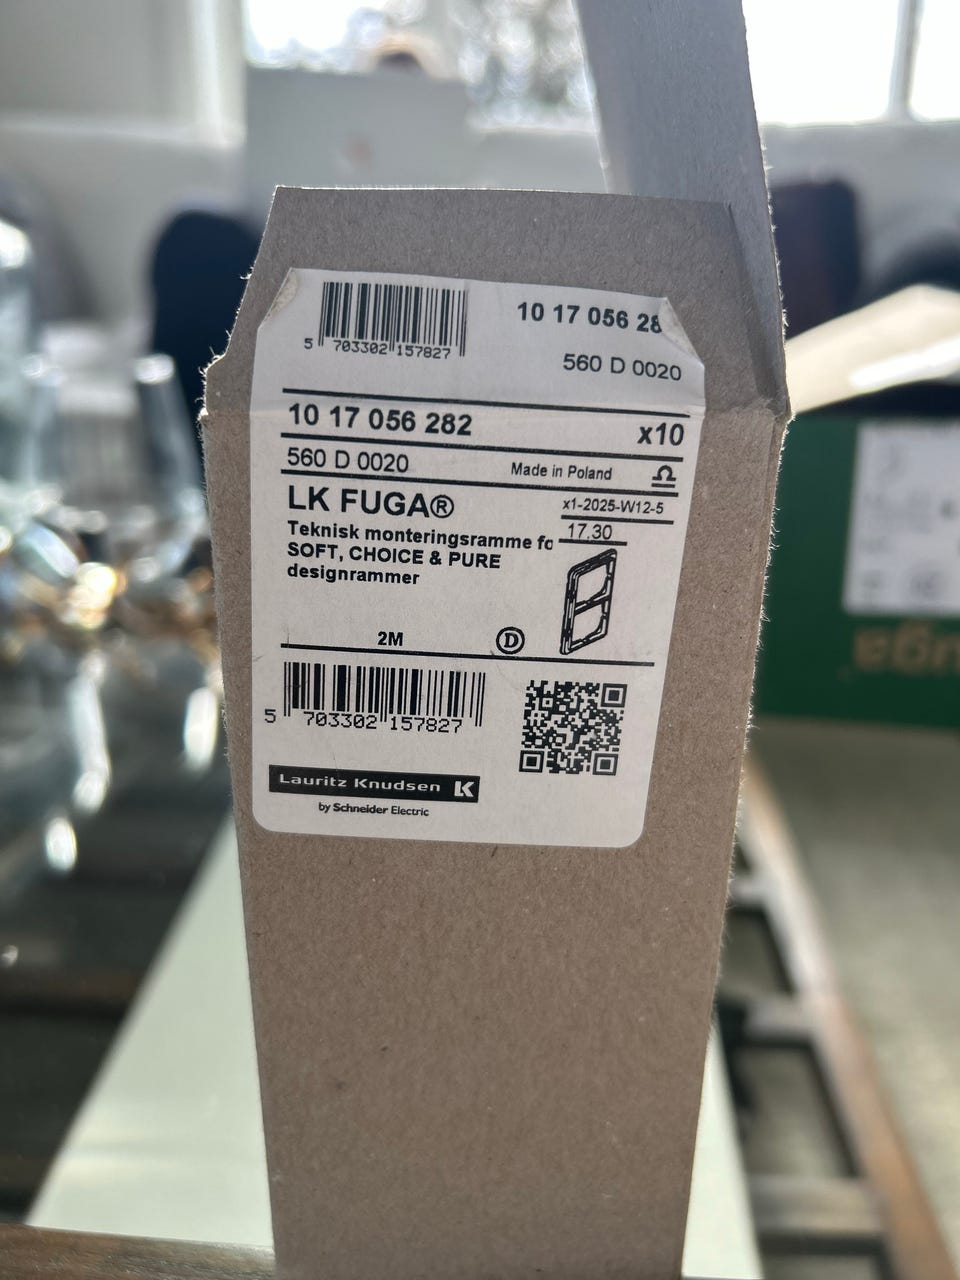 10 17 056 28
5 703302 157827
560 D 0020
10 17 056 282
x10
560 D 0020
Made in Poland
LK FUGA®
x1-2025-W12-5
17.30
Teknisk monteringsramme fo
SOFT, CHOICE & PURE
designrammer
2M
D
5 703302 157827
Lauritz Knudsen
by Schneider Electric